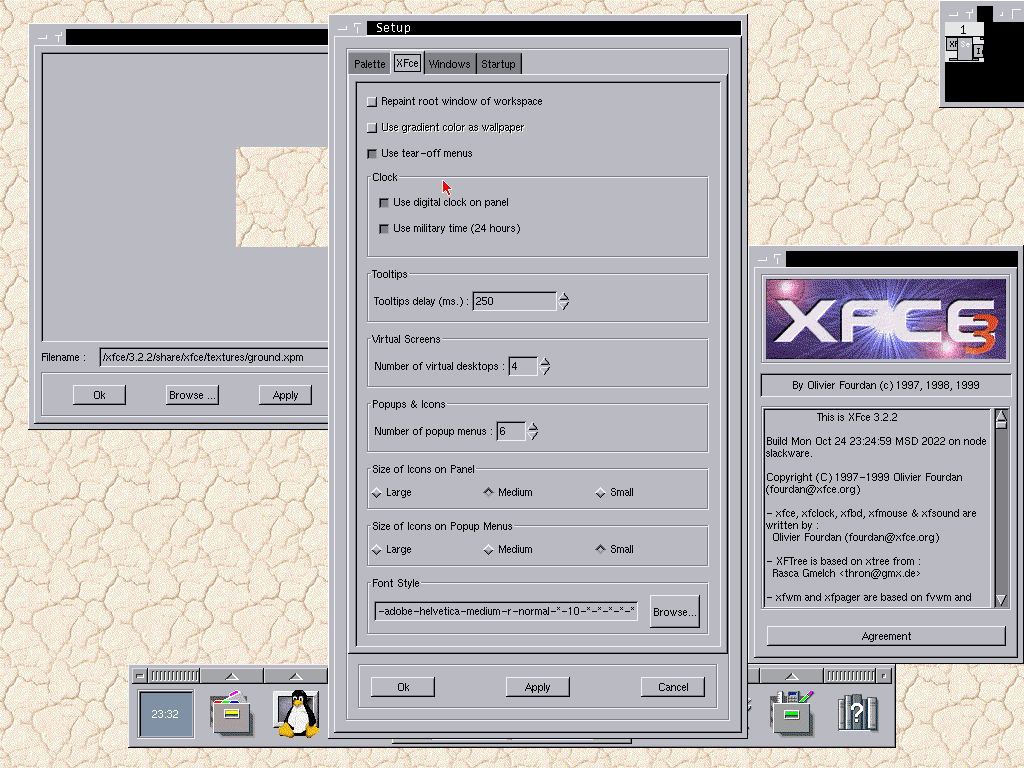 Setup
Palette
XFce
Windows
Startup
Repaint root window of workspace
Use gradient color as wallpaper
Use tear-off menus
Clock
Use digital clock on panel
Use military time (24 hours)
Tooltips
Tooltips delay (ms.) : 250
Virtual Screens
Number of virtual desktops : 4
Popups & Icons
Number of popup menus : 6
Size of Icons on Panel
Large
Medium
Small
Size of Icons on Popup Menus
Large
Medium
Small
Font Style
-adobe-helvetica-medium-r-normal-*-10-*-*-*-*-*
Browse...
Ok
Apply
Cancel
Filename : /xfce/3.2.2/share/xfce/textures/ground.xpm
Ok
Browse ...
Apply
1
XF
Se
XFCE3
By Olivier Fourdan (c) 1997, 1998, 1999
This is XFce 3.2.2
Build Mon Oct 24 23:24:59 MSD 2022 on node
slackware.
Copyright (C) 1997-1999 Olivier Fourdan
(fourdan@xfce.org)
- xfce, xfclock, xfbd, xfmouse & xfsound are
written by :
Olivier Fourdan (fourdan@xfce.org)
- XFTree is based on xtree from :
Rasca Gmelch <thron@gmx.de>
- xfwm and xfpager are based on fvwm and
Agreement
23:32
?